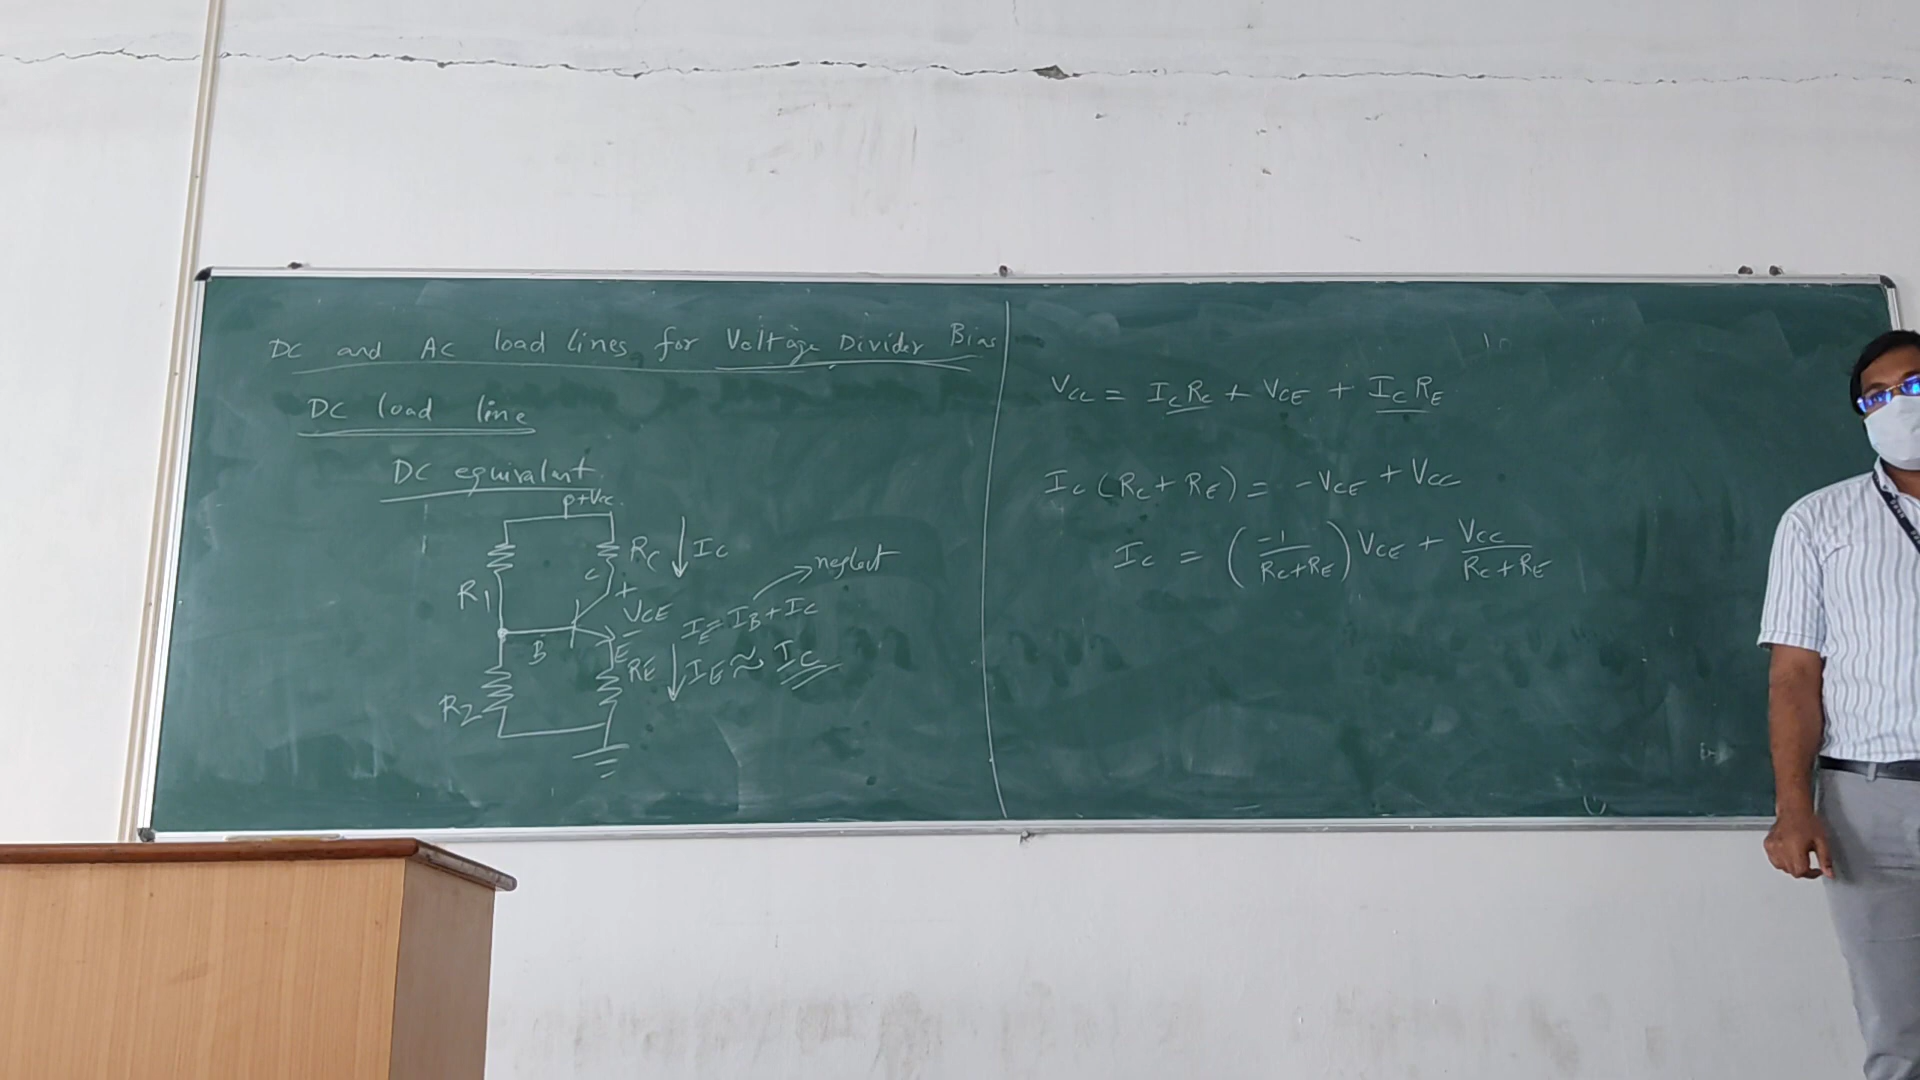 DC and AC load lines for Voltage Divider Bias
DC load line
DC equivalent
+Vcc
RC
IC
C
+
R1
VCE
-
neglect
IE = IB + IC
B
E
RE
IE ≈ IC
R2
VCC = ICRC + VCE + ICRE
IC (RC + RE) = -VCE + VCC
IC = (-1/(RC+RE)) VCE + VCC/(RC+RE)